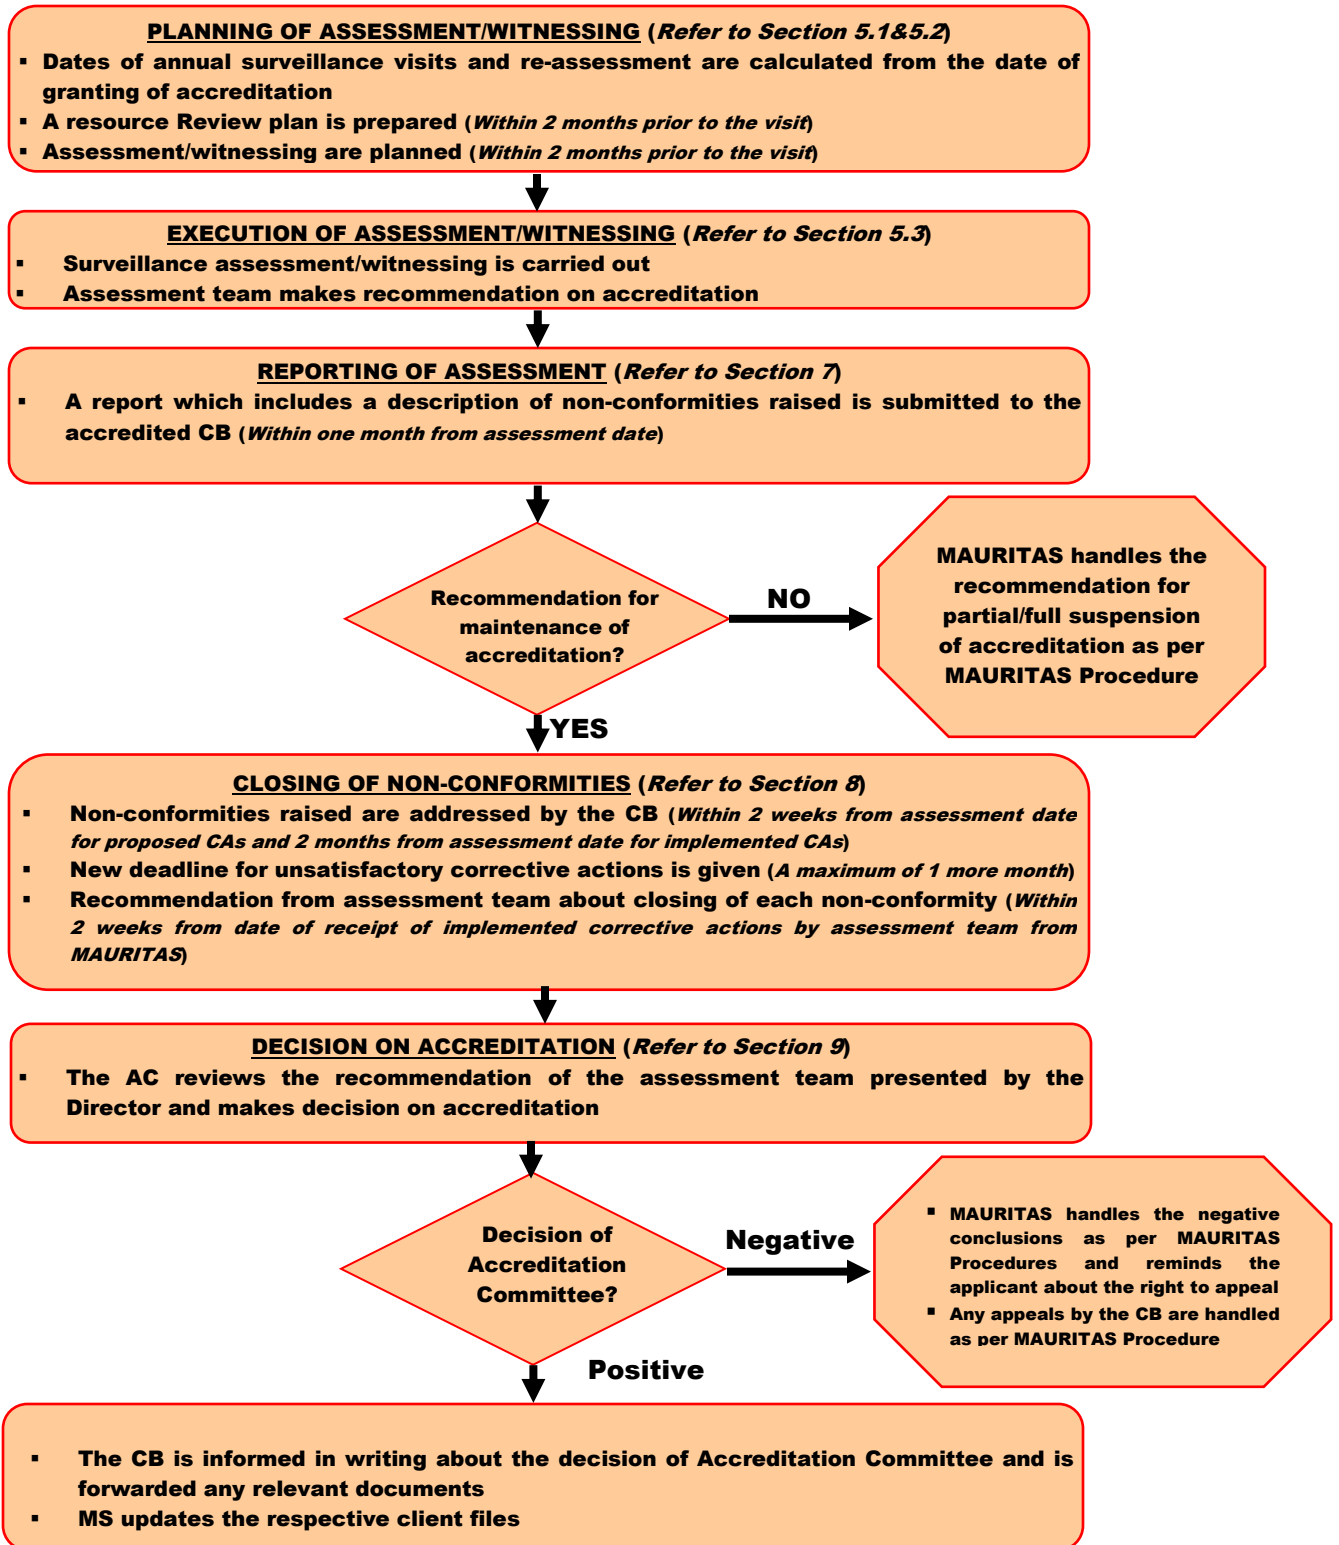 PLANNING OF ASSESSMENT/WITNESSING (Refer to Section 5.1&5.2)
▪ Dates of annual surveillance visits and re-assessment are calculated from the date of
granting of accreditation
▪ A resource Review plan is prepared (Within 2 months prior to the visit)
▪ Assessment/witnessing are planned (Within 2 months prior to the visit)
EXECUTION OF ASSESSMENT/WITNESSING (Refer to Section 5.3)
▪ Surveillance assessment/witnessing is carried out
▪ Assessment team makes recommendation on accreditation
REPORTING OF ASSESSMENT (Refer to Section 7)
▪ A report which includes a description of non-conformities raised is submitted to the
accredited CB (Within one month from assessment date)
Recommendation for
maintenance of
accreditation?
NO
MAURITAS handles the
recommendation for
partial/full suspension
of accreditation as per
MAURITAS Procedure
YES
CLOSING OF NON-CONFORMITIES (Refer to Section 8)
▪ Non-conformities raised are addressed by the CB (Within 2 weeks from assessment date
for proposed CAs and 2 months from assessment date for implemented CAs)
▪ New deadline for unsatisfactory corrective actions is given (A maximum of 1 more month)
▪ Recommendation from assessment team about closing of each non-conformity (Within
2 weeks from date of receipt of implemented corrective actions by assessment team from
MAURITAS)
DECISION ON ACCREDITATION (Refer to Section 9)
▪ The AC reviews the recommendation of the assessment team presented by the
Director and makes decision on accreditation
Decision of
Accreditation
Committee?
Negative
▪ MAURITAS handles the negative
conclusions as per MAURITAS
Procedures and reminds the
applicant about the right to appeal
▪ Any appeals by the CB are handled
as per MAURITAS Procedure
Positive
▪ The CB is informed in writing about the decision of Accreditation Committee and is
forwarded any relevant documents
▪ MS updates the respective client files